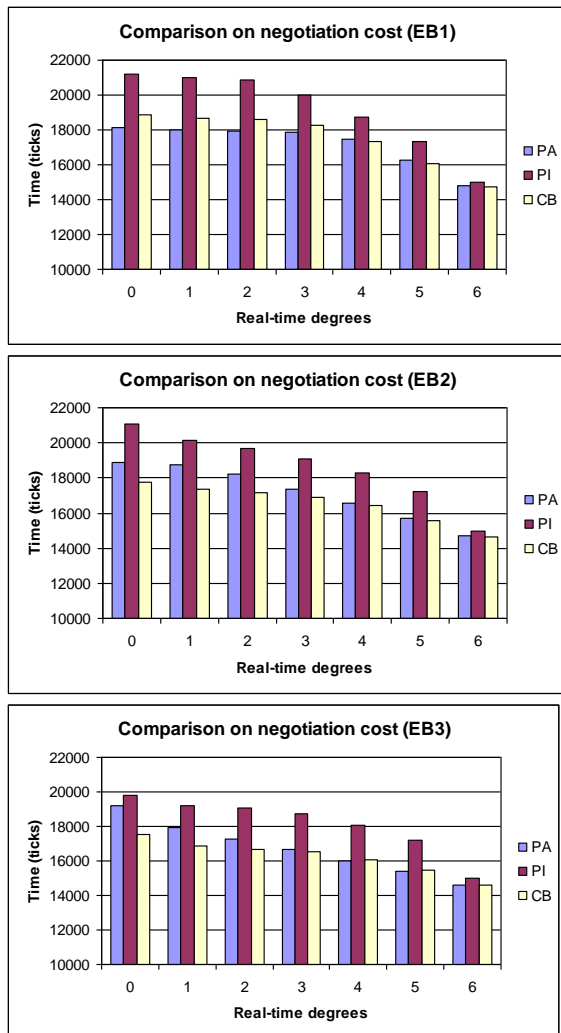 Comparison on negotiation cost (EB1)
22000
20000
18000
16000
14000
12000
10000
Time (ticks)
0 1 2 3 4 5 6
Real-time degrees
PA
PI
CB
Comparison on negotiation cost (EB2)
22000
20000
18000
16000
14000
12000
10000
Time (ticks)
0 1 2 3 4 5 6
Real-time degrees
PA
PI
CB
Comparison on negotiation cost (EB3)
22000
20000
18000
16000
14000
12000
10000
Time (ticks)
0 1 2 3 4 5 6
Real-time degrees
PA
PI
CB